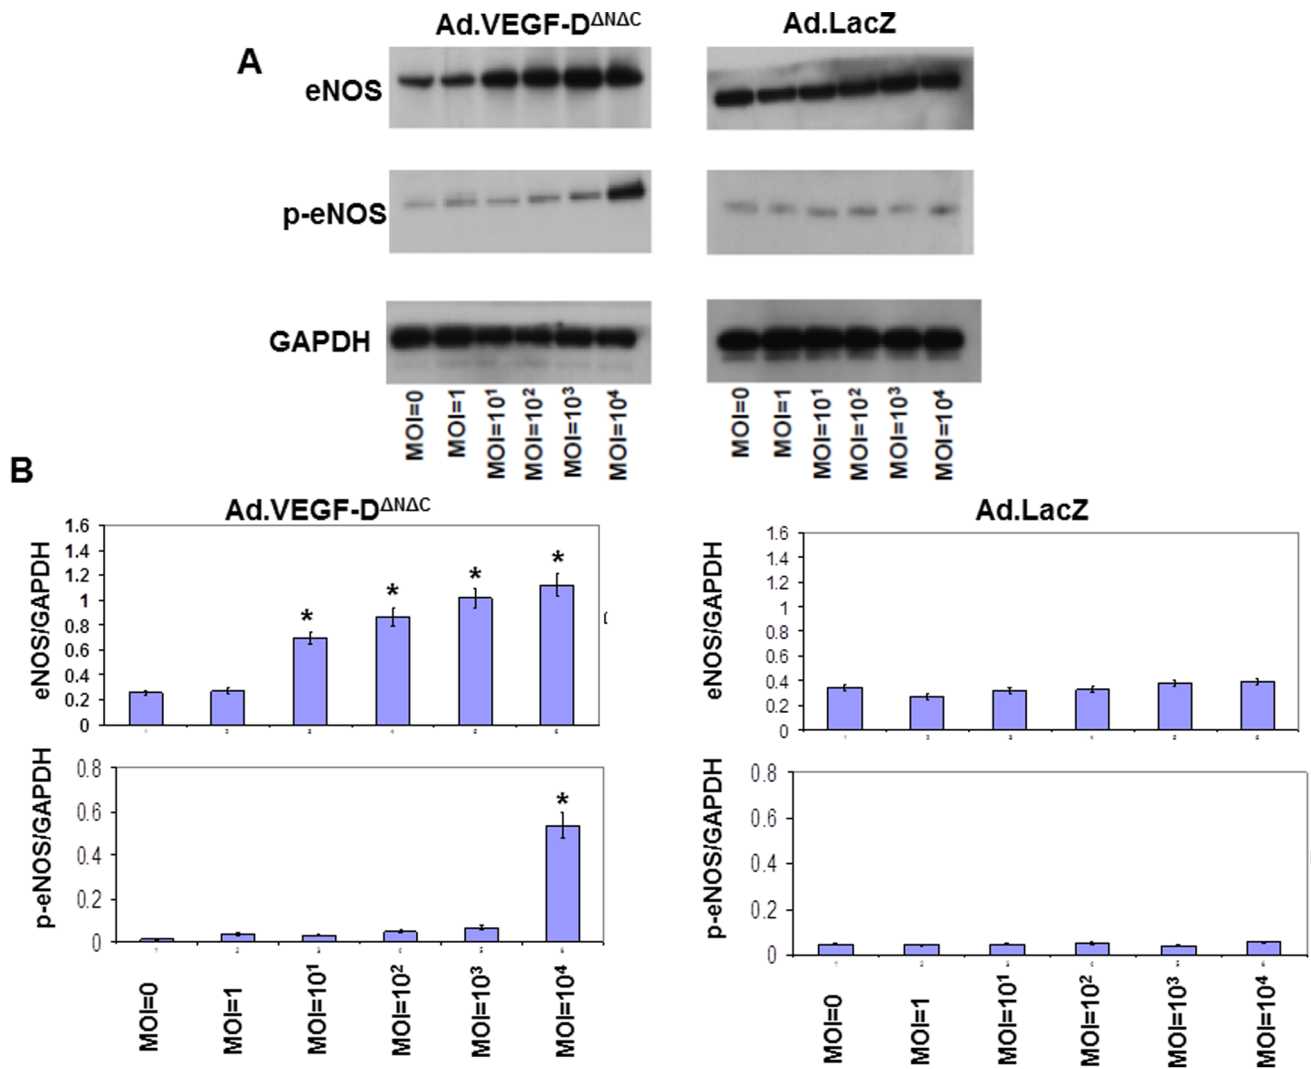 Ad.VEGF-DΔNΔC Ad.LacZ
A
eNOS
p-eNOS
GAPDH
MOI=0 MOI=1 MOI=10¹ MOI=10² MOI=10³ MOI=10⁴ MOI=0 MOI=1 MOI=10¹ MOI=10² MOI=10³ MOI=10⁴
B
Ad.VEGF-DΔNΔC Ad.LacZ
eNOS/GAPDH
1.6
1.4
1.2
1
0.8
0.6
0.4
0.2
0
* * * *
eNOS/GAPDH
1.6
1.4
1.2
1
0.8
0.6
0.4
0.2
0
p-eNOS/GAPDH
0.8
0.6
0.4
0.2
0
*
p-eNOS/GAPDH
0.8
0.6
0.4
0.2
0
MOI=0 MOI=1 MOI=10¹ MOI=10² MOI=10³ MOI=10⁴ MOI=0 MOI=1 MOI=10¹ MOI=10² MOI=10³ MOI=10⁴